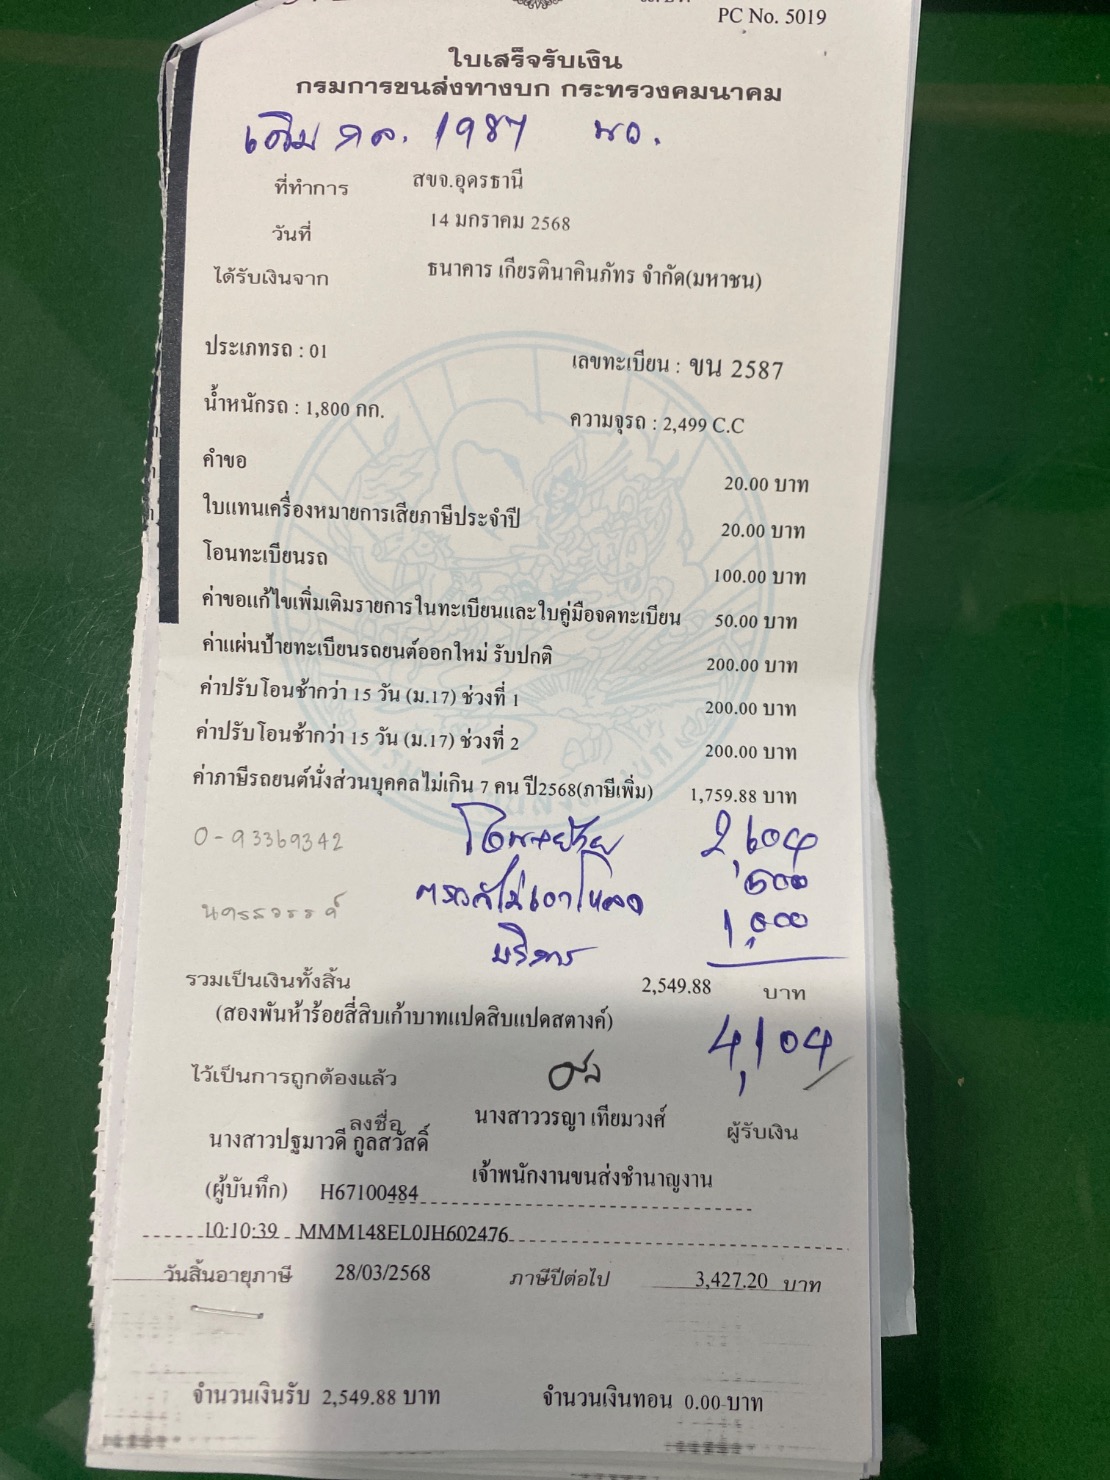 PC No. 5019
ใบเสร็จรับเงิน
กรมการขนส่งทางบก กระทรวงคมนาคม
เดิม กล. 1987 นว.
ที่ทำการ สขจ.อุดรธานี
วันที่ 14 มกราคม 2568
ได้รับเงินจาก ธนาคาร เกียรตินาคินภัทร จำกัด(มหาชน)
ประเภทรถ : 01 เลขทะเบียน : ขน 2587
น้ำหนักรถ : 1,800 กก. ความจุรถ : 2,499 C.C
คำขอ 20.00 บาท
ใบแทนเครื่องหมายการเสียภาษีประจำปี 20.00 บาท
โอนทะเบียนรถ 100.00 บาท
ค่าขอแก้ไขเพิ่มเติมรายการในทะเบียนและใบคู่มือจดทะเบียน 50.00 บาท
ค่าแผ่นป้ายทะเบียนรถยนต์ออกใหม่ รับปกติ 200.00 บาท
ค่าปรับโอนช้ากว่า 15 วัน (ม.17) ช่วงที่ 1 200.00 บาท
ค่าปรับโอนช้ากว่า 15 วัน (ม.17) ช่วงที่ 2 200.00 บาท
ค่าภาษีรถยนต์นั่งส่วนบุคคลไม่เกิน 7 คน ปี2568(ภาษีเพิ่ม) 1,759.88 บาท
0-93369342 โอน+ย้าย 2,604
500
นครสวรรค์ 1,000
บริการ
รวมเป็นเงินทั้งสิ้น 2,549.88 บาท
(สองพันห้าร้อยสี่สิบเก้าบาทแปดสิบแปดสตางค์)
4,104
ไว้เป็นการถูกต้องแล้ว
ลงชื่อ นางสาววรญา เทียมวงศ์ ผู้รับเงิน
นางสาวปฐมาวดี กูลสวัสดิ์
(ผู้บันทึก) H67100484 เจ้าพนักงานขนส่งชำนาญงาน
10:10:39 MMM148EL0JH602476
วันสิ้นอายุภาษี 28/03/2568 ภาษีปีต่อไป 3,427.20 บาท
จำนวนเงินรับ 2,549.88 บาท จำนวนเงินทอน 0.00 บาท